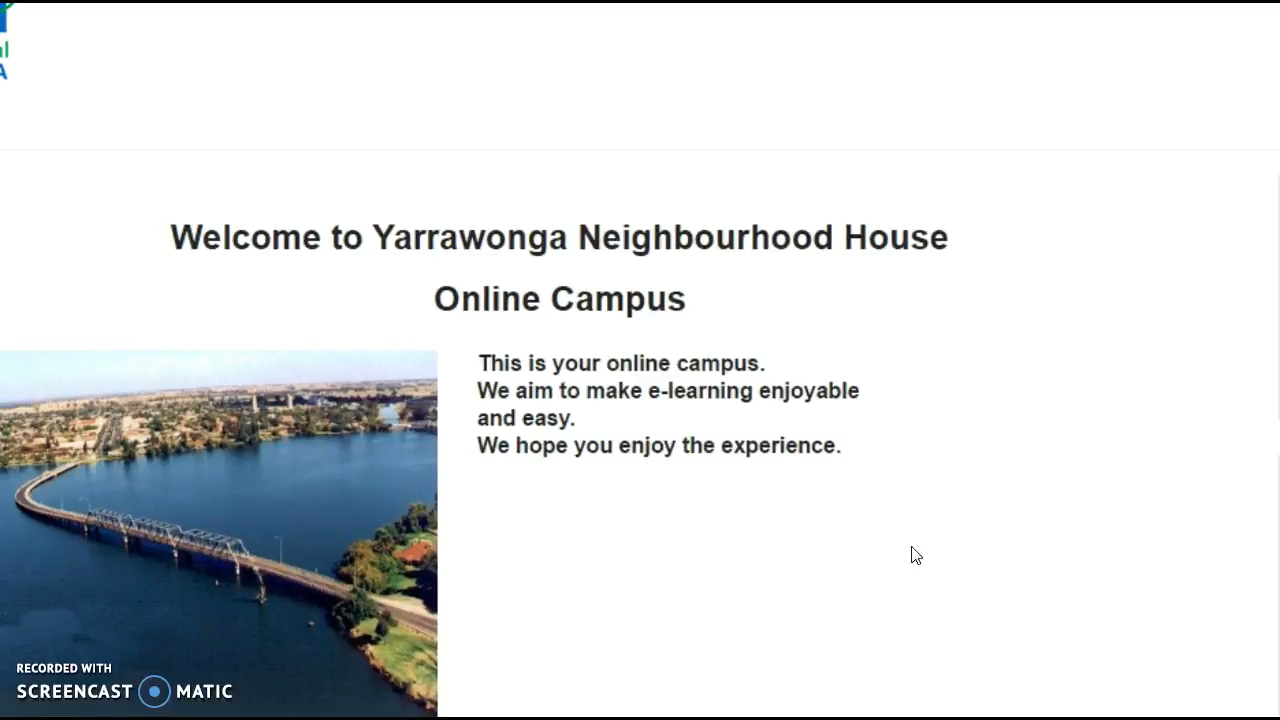 Welcome to Yarrawonga Neighbourhood House
Online Campus
This is your online campus.
We aim to make e-learning enjoyable
and easy.
We hope you enjoy the experience.
RECORDED WITH
SCREENCAST MATIC